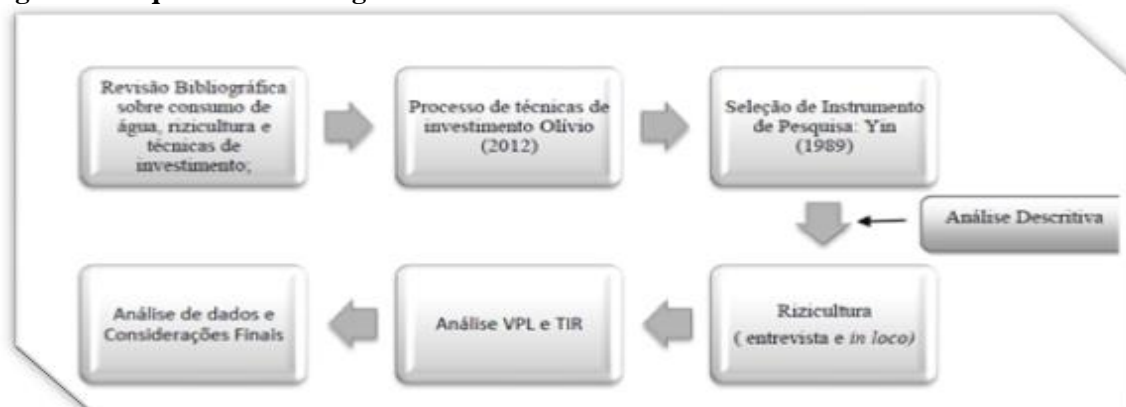 Revisão Bibliográfica
sobre consumo de
água, rizicultura e
técnicas de
investimento;
Processo de técnicas de
investimento Olívio
(2012)
Seleção de Instrumento
de Pesquisa: Yin
(1989)
Análise Descritiva
Rizicultura
( entrevista e in loco)
Análise VPL e TIR
Análise de dados e
Considerações Finais